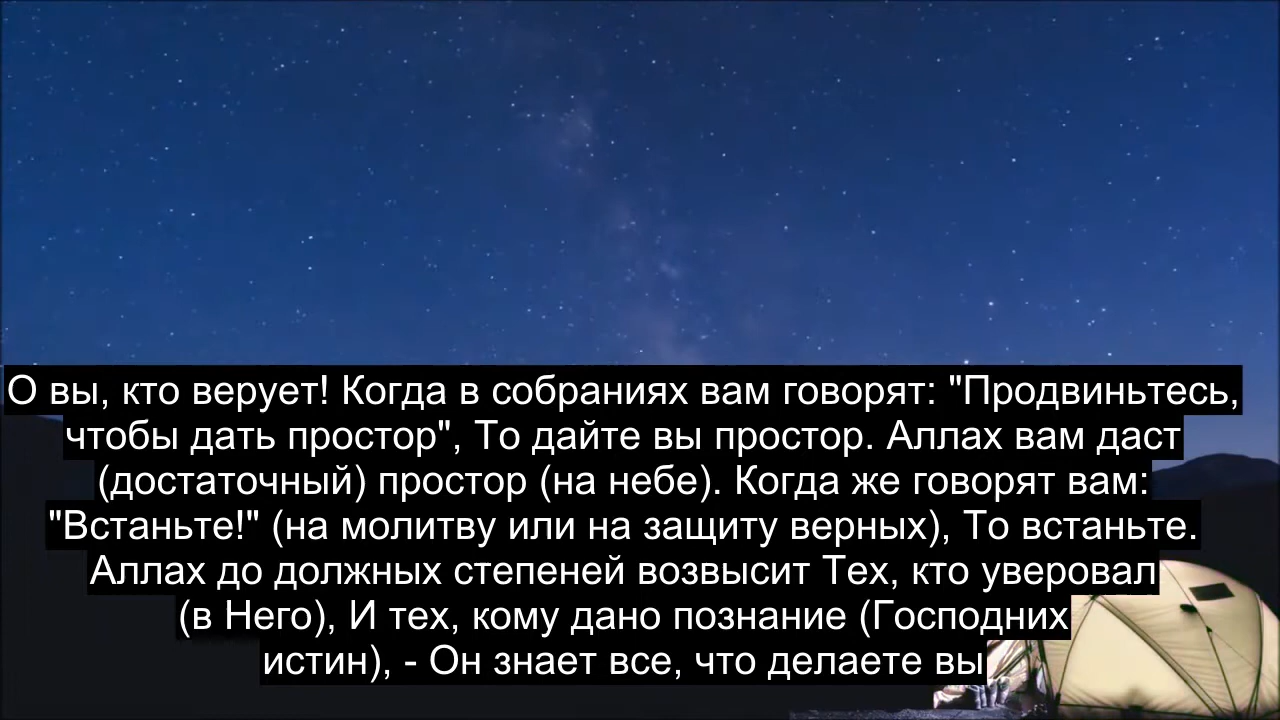 О вы, кто верует! Когда в собраниях вам говорят: "Продвиньтесь,
чтобы дать простор", То дайте вы простор. Аллах вам даст
(достаточный) простор (на небе). Когда же говорят вам:
"Встаньте!" (на молитву или на защиту верных), То встаньте.
Аллах до должных степеней возвысит Тех, кто уверовал
(в Него), И тех, кому дано познание (Господних
истин), - Он знает все, что делаете вы